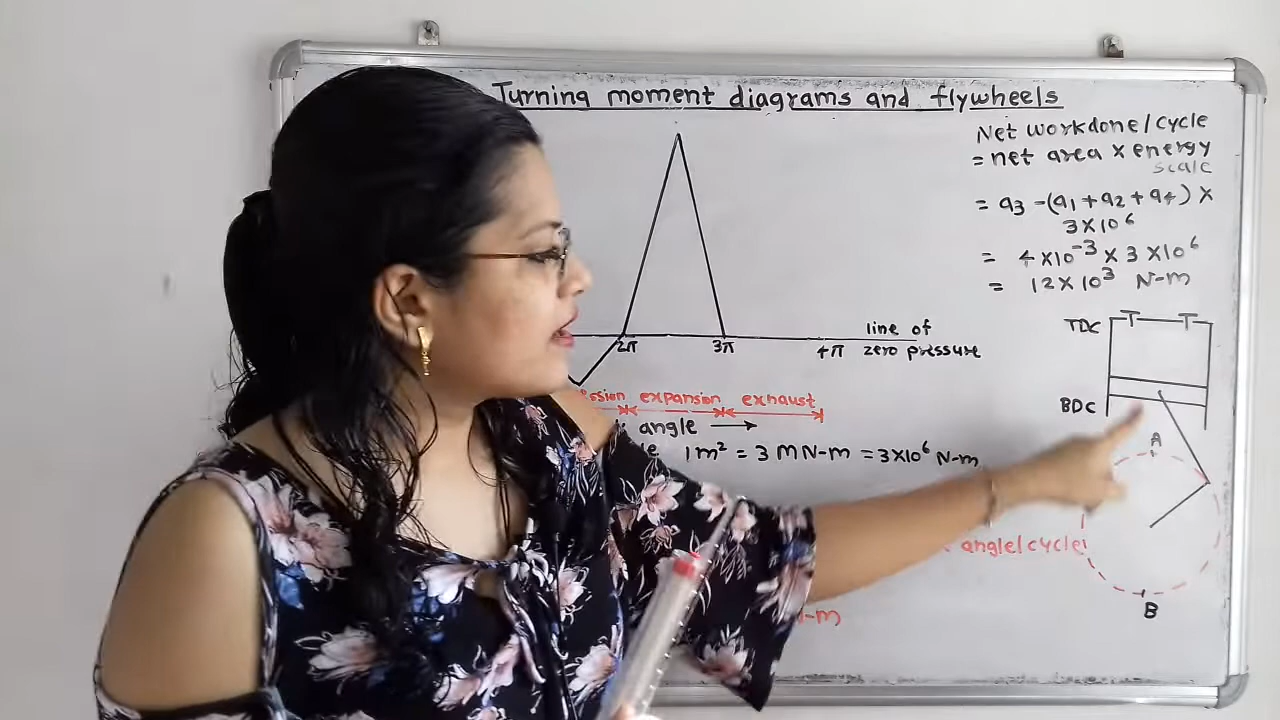 Turning moment diagrams and flywheels
Net workdone/cycle
= net area x energy
scale
= a3 - (a1 + a2 + a4) x
3x10⁶
= 4x10⁻³ x 3x10⁶
= 12x10³ N-m
2π
3π
4π
line of
zero pressure
expansion exhaust
angle
1m² = 3 MN-m = 3x10⁶ N-m
TDC
BDC
A
angle/cycle
B
N-m